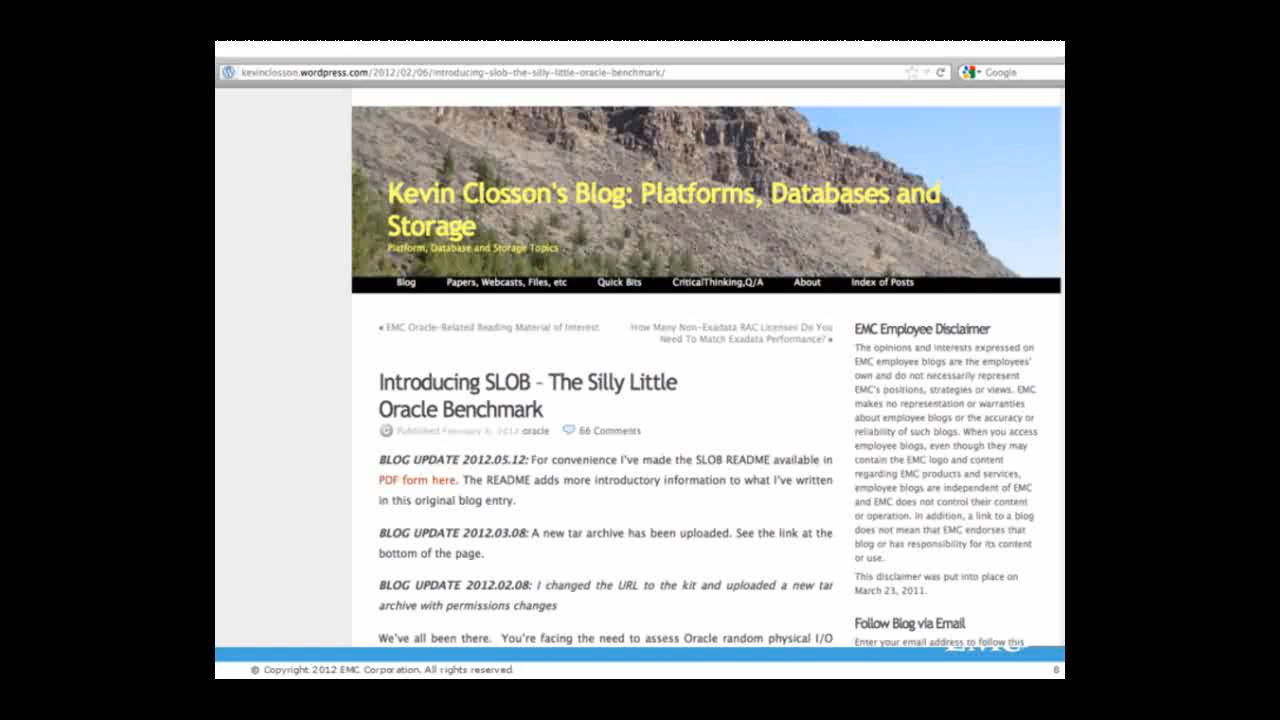 kevinclosson.wordpress.com/2012/02/06/introducing-slob-the-silly-little-oracle-benchmark/
Google
Kevin Closson's Blog: Platforms, Databases and
Storage
Platform, Database and Storage Topics
Blog Papers, Webcasts, Files, etc Quick Bits CriticalThinking,Q/A About Index of Posts
« EMC Oracle-Related Reading Material of Interest.
How Many Non-Exadata RAC Licenses Do You
Need To Match Exadata Performance? »
Introducing SLOB – The Silly Little
Oracle Benchmark
Published February 6, 2012 oracle 66 Comments
BLOG UPDATE 2012.05.12: For convenience I've made the SLOB README available in
PDF form here. The README adds more introductory information to what I've written
in this original blog entry.
BLOG UPDATE 2012.03.08: A new tar archive has been uploaded. See the link at the
bottom of the page.
BLOG UPDATE 2012.02.08: I changed the URL to the kit and uploaded a new tar
archive with permissions changes
We've all been there. You're facing the need to assess Oracle random physical I/O
EMC Employee Disclaimer
The opinions and interests expressed on
EMC employee blogs are the employees'
own and do not necessarily represent
EMC's positions, strategies or views. EMC
makes no representation or warranties
about employee blogs or the accuracy or
reliability of such blogs. When you access
employee blogs, even though they may
contain the EMC logo and content
regarding EMC products and services,
employee blogs are independent of EMC
and EMC does not control their content
or operation. In addition, a link to a blog
does not mean that EMC endorses that
blog or has responsibility for its content
or use.
This disclaimer was put into place on
March 23, 2011.
Follow Blog via Email
Enter your email address to follow this
EMC
© Copyright 2012 EMC Corporation. All rights reserved.
8